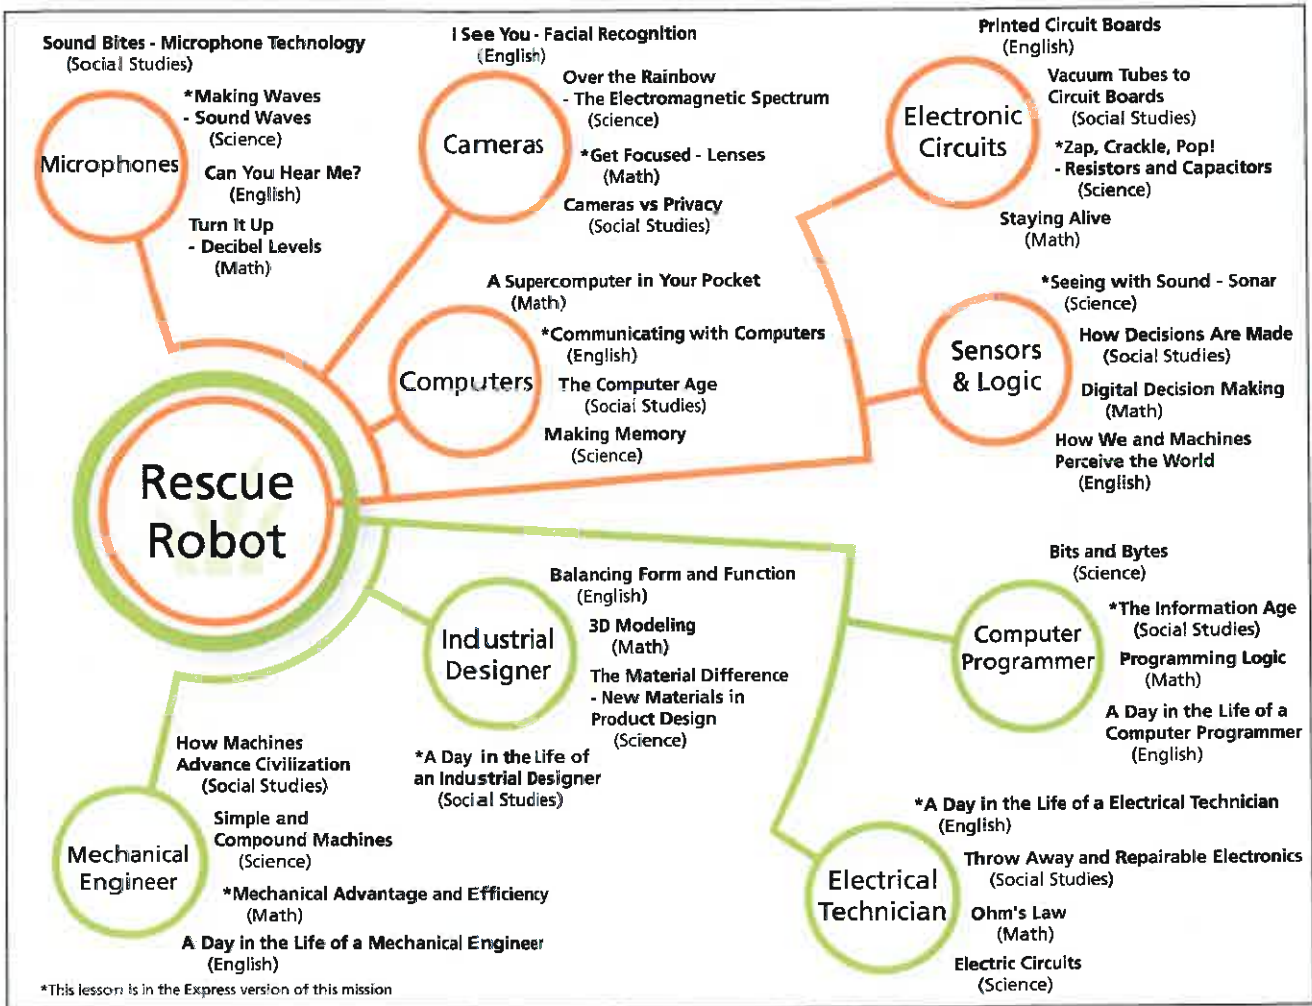 Sound Bites - Microphone Technology
(Social Studies)
Microphones
*Making Waves
- Sound Waves
(Science)
Can You Hear Me?
(English)
Turn It Up
- Decibel Levels
(Math)
I See You - Facial Recognition
(English)
Cameras
Over the Rainbow
- The Electromagnetic Spectrum
(Science)
*Get Focused - Lenses
(Math)
Cameras vs Privacy
(Social Studies)
Printed Circuit Boards
(English)
Electronic
Circuits
Vacuum Tubes to
Circuit Boards
(Social Studies)
*Zap, Crackle, Pop!
- Resistors and Capacitors
(Science)
Staying Alive
(Math)
A Supercomputer in Your Pocket
(Math)
Computers
*Communicating with Computers
(English)
The Computer Age
(Social Studies)
Making Memory
(Science)
*Seeing with Sound - Sonar
(Science)
Sensors
& Logic
How Decisions Are Made
(Social Studies)
Digital Decision Making
(Math)
How We and Machines
Perceive the World
(English)
Rescue
Robot
Balancing Form and Function
(English)
Industrial
Designer
3D Modeling
(Math)
The Material Difference
- New Materials in
Product Design
(Science)
*A Day in the Life of
an Industrial Designer
(Social Studies)
Bits and Bytes
(Science)
Computer
Programmer
*The Information Age
(Social Studies)
Programming Logic
(Math)
A Day in the Life of a
Computer Programmer
(English)
How Machines
Advance Civilization
(Social Studies)
Mechanical
Engineer
Simple and
Compound Machines
(Science)
*Mechanical Advantage and Efficiency
(Math)
A Day in the Life of a Mechanical Engineer
(English)
*A Day in the Life of a Electrical Technician
(English)
Electrical
Technician
Throw Away and Repairable Electronics
(Social Studies)
Ohm's Law
(Math)
Electric Circuits
(Science)
*This lesson is in the Express version of this mission